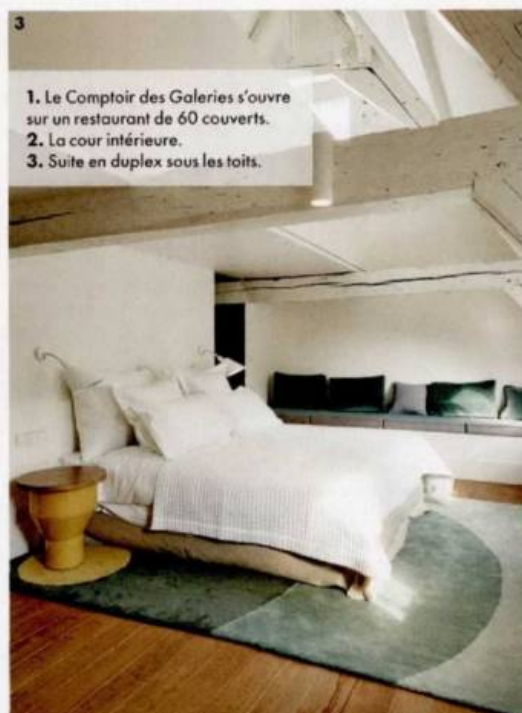 3
1. Le Comptoir des Galeries s'ouvre
sur un restaurant de 60 couverts.
2. La cour intérieure.
3. Suite en duplex sous les toits.